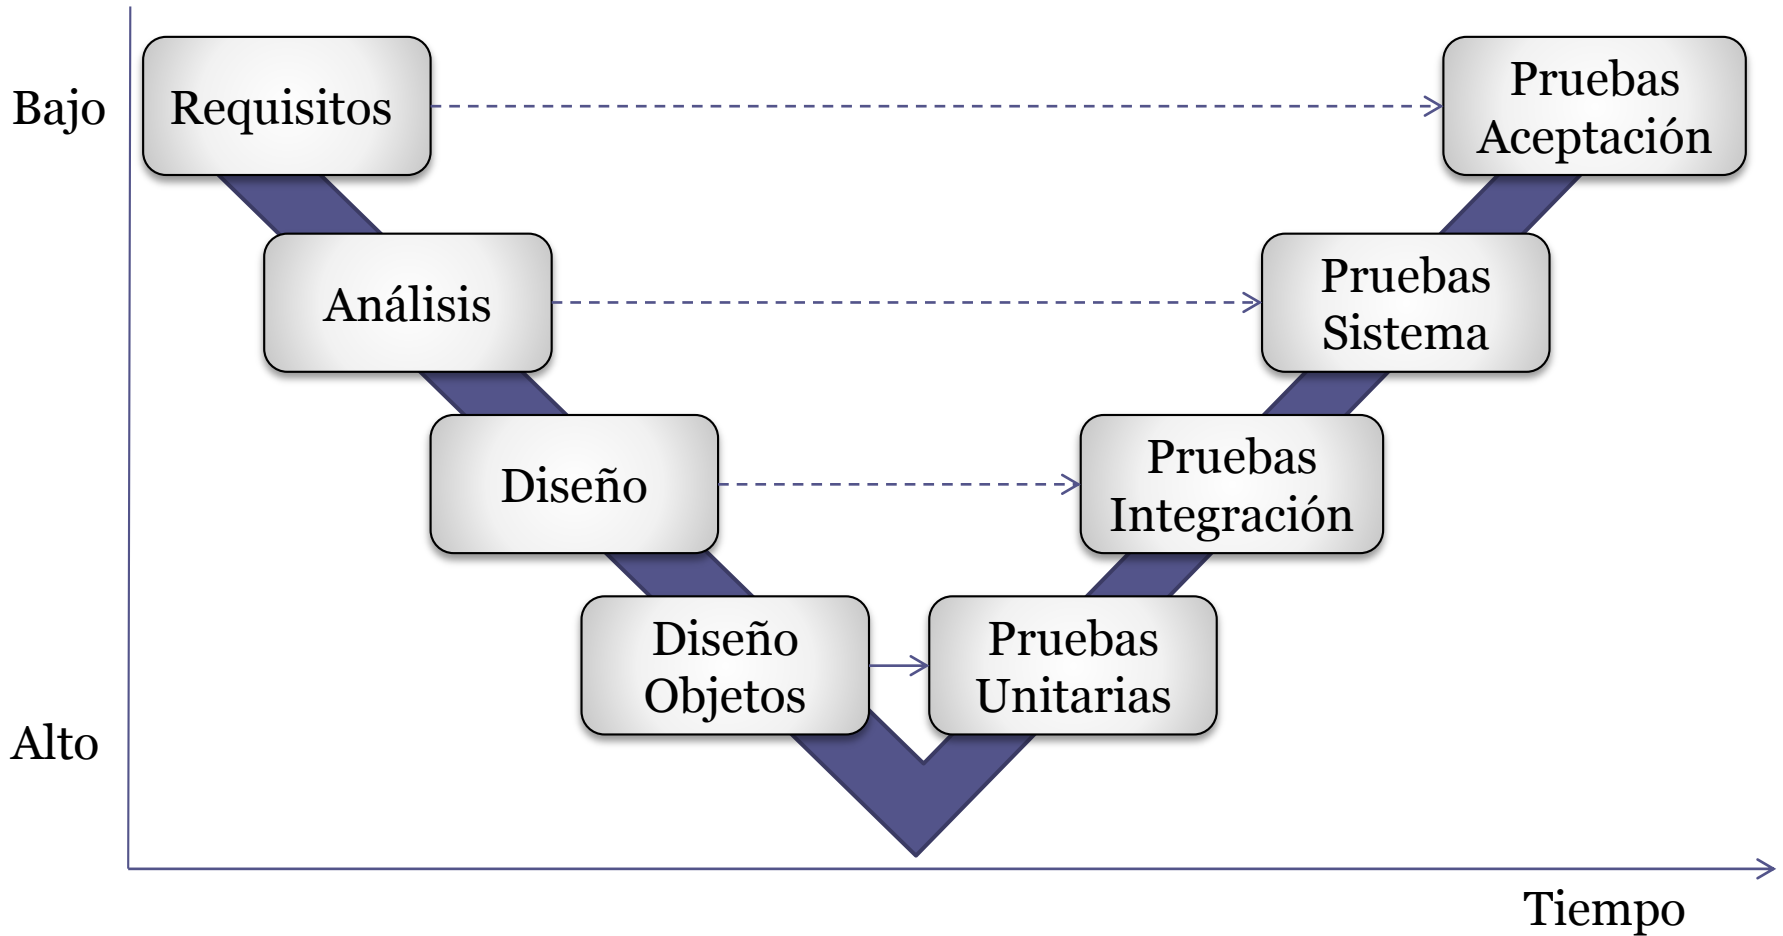 Bajo
Requisitos
Pruebas
Aceptación
Análisis
Pruebas
Sistema
Diseño
Pruebas
Integración
Diseño
Objetos
Pruebas
Unitarias
Alto
Tiempo